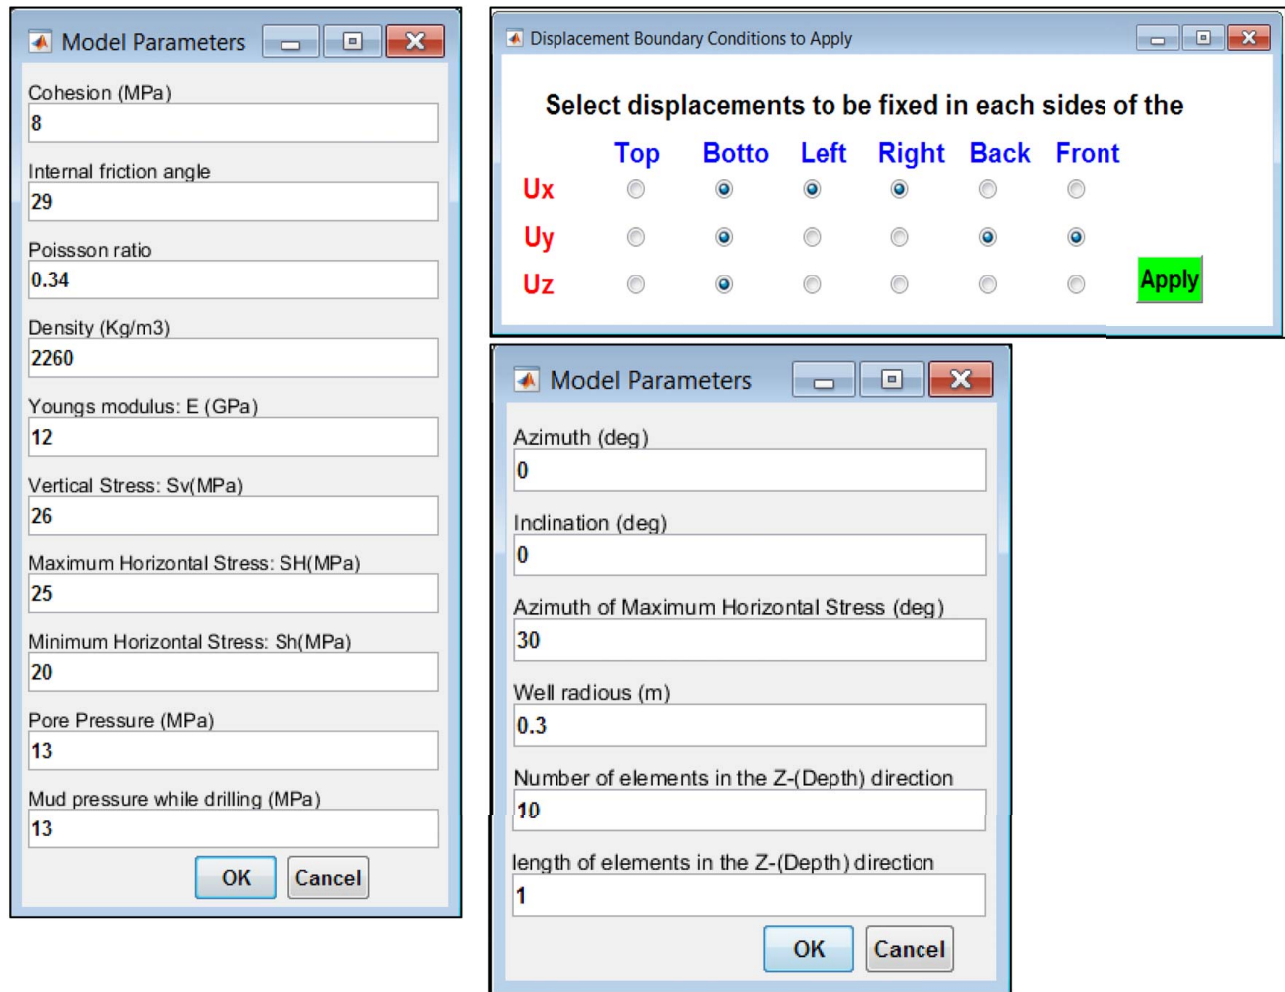 Model Parameters
Cohesion (MPa)
8
Internal friction angle
29
Poissson ratio
0.34
Density (Kg/m3)
2260
Youngs modulus: E (GPa)
12
Vertical Stress: Sv(MPa)
26
Maximum Horizontal Stress: SH(MPa)
25
Minimum Horizontal Stress: Sh(MPa)
20
Pore Pressure (MPa)
13
Mud pressure while drilling (MPa)
13
OK Cancel
Displacement Boundary Conditions to Apply
Select displacements to be fixed in each sides of the
Top Botto Left Right Back Front
Ux
Uy
Uz
Apply
Model Parameters
Azimuth (deg)
0
Inclination (deg)
0
Azimuth of Maximum Horizontal Stress (deg)
30
Well radious (m)
0.3
Number of elements in the Z-(Depth) direction
10
length of elements in the Z-(Depth) direction
1
OK Cancel